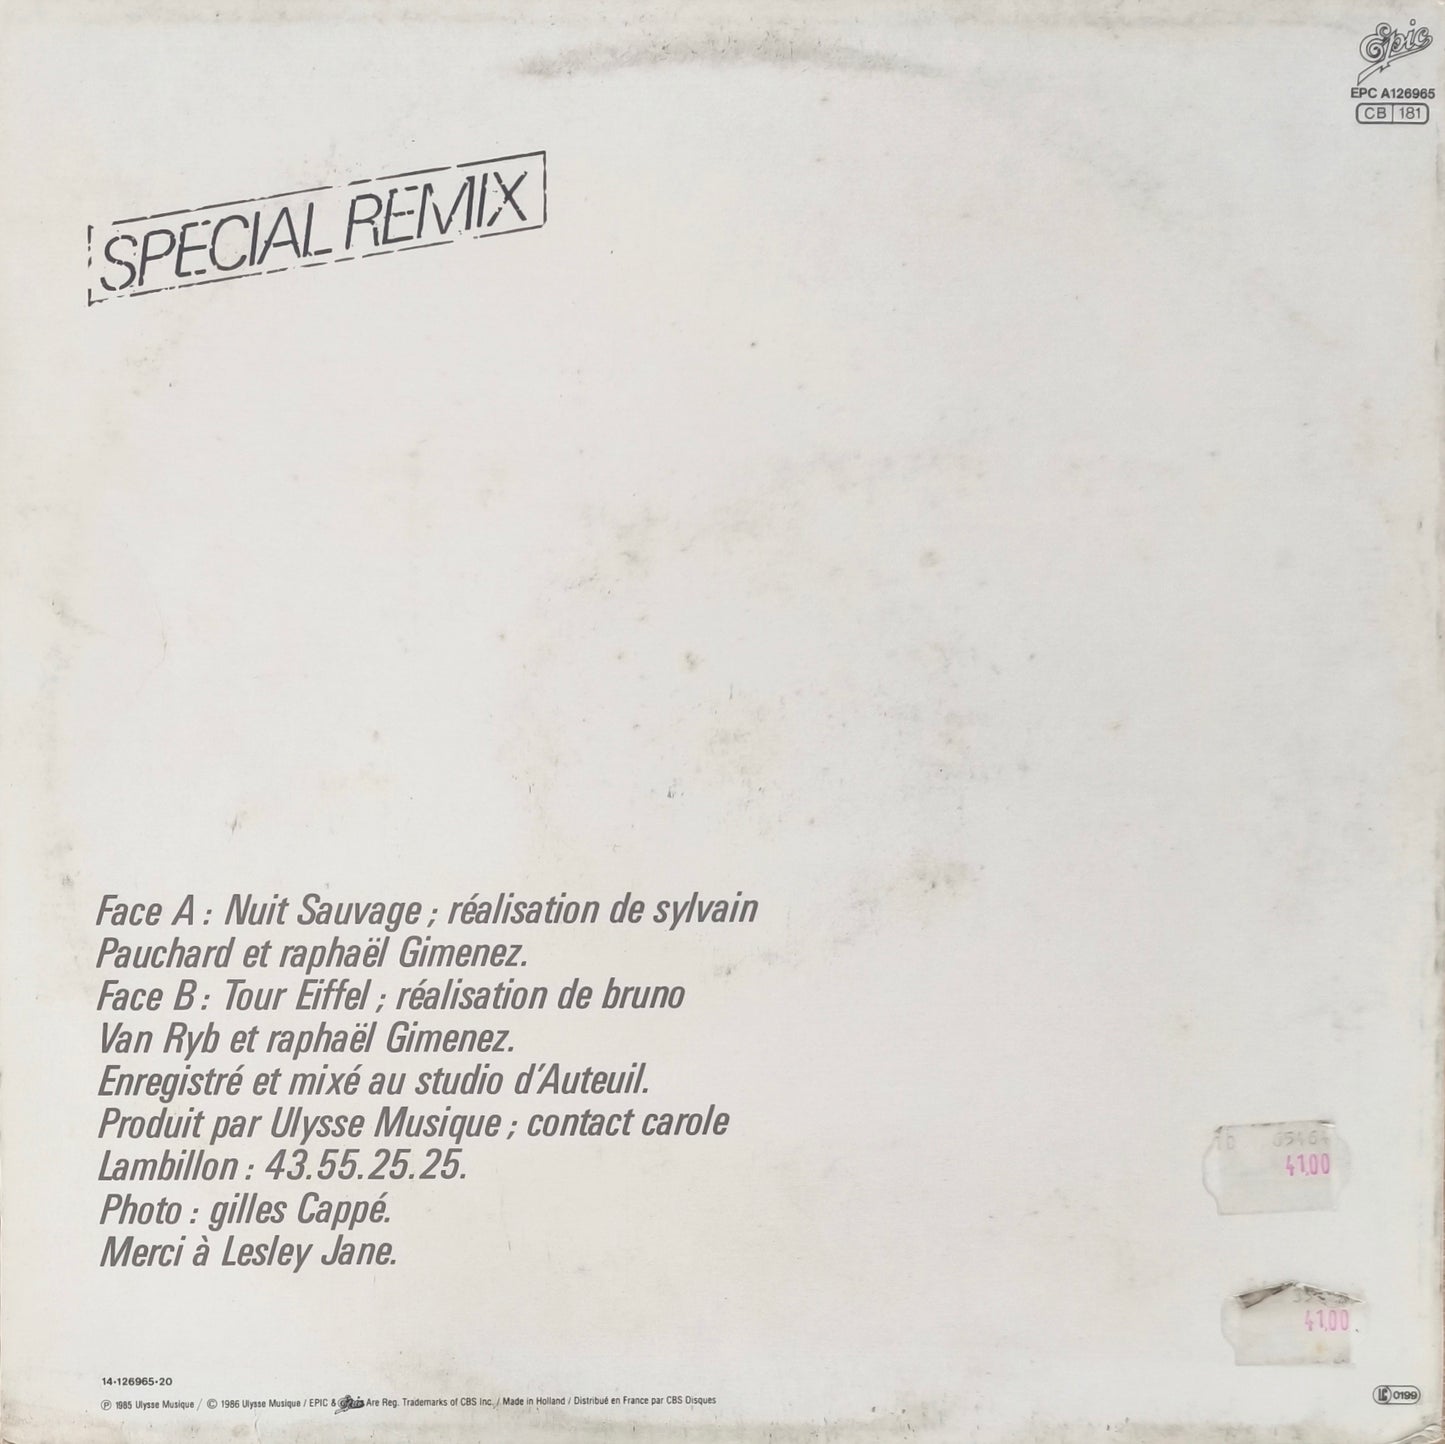 Epic
EPC A126965
CB 181
SPECIAL REMIX
Face A : Nuit Sauvage ; réalisation de sylvain
Pauchard et raphaël Gimenez.
Face B : Tour Eiffel ; réalisation de bruno
Van Ryb et raphaël Gimenez.
Enregistré et mixé au studio d'Auteuil.
Produit par Ulysse Musique ; contact carole
Lambillon : 43.55.25.25.
Photo : gilles Cappé.
Merci à Lesley Jane.
41,00
41,00
14-126965-20
℗ 1985 Ulysse Musique / © 1986 Ulysse Musique / EPIC & Epic Are Reg. Trademarks of CBS Inc. / Made in Holland / Distribué en France par CBS Disques
LC 0199